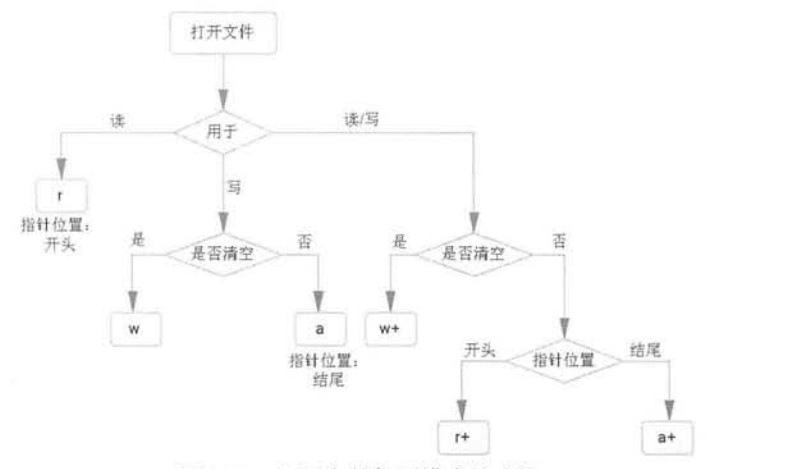 打开文件
读
用于
读/写
r
写
指针位置:
开头
是
是否清空
否
是
是否清空
否
w
a
w+
指针位置:
结尾
开头
指针位置
结尾
r+
a+